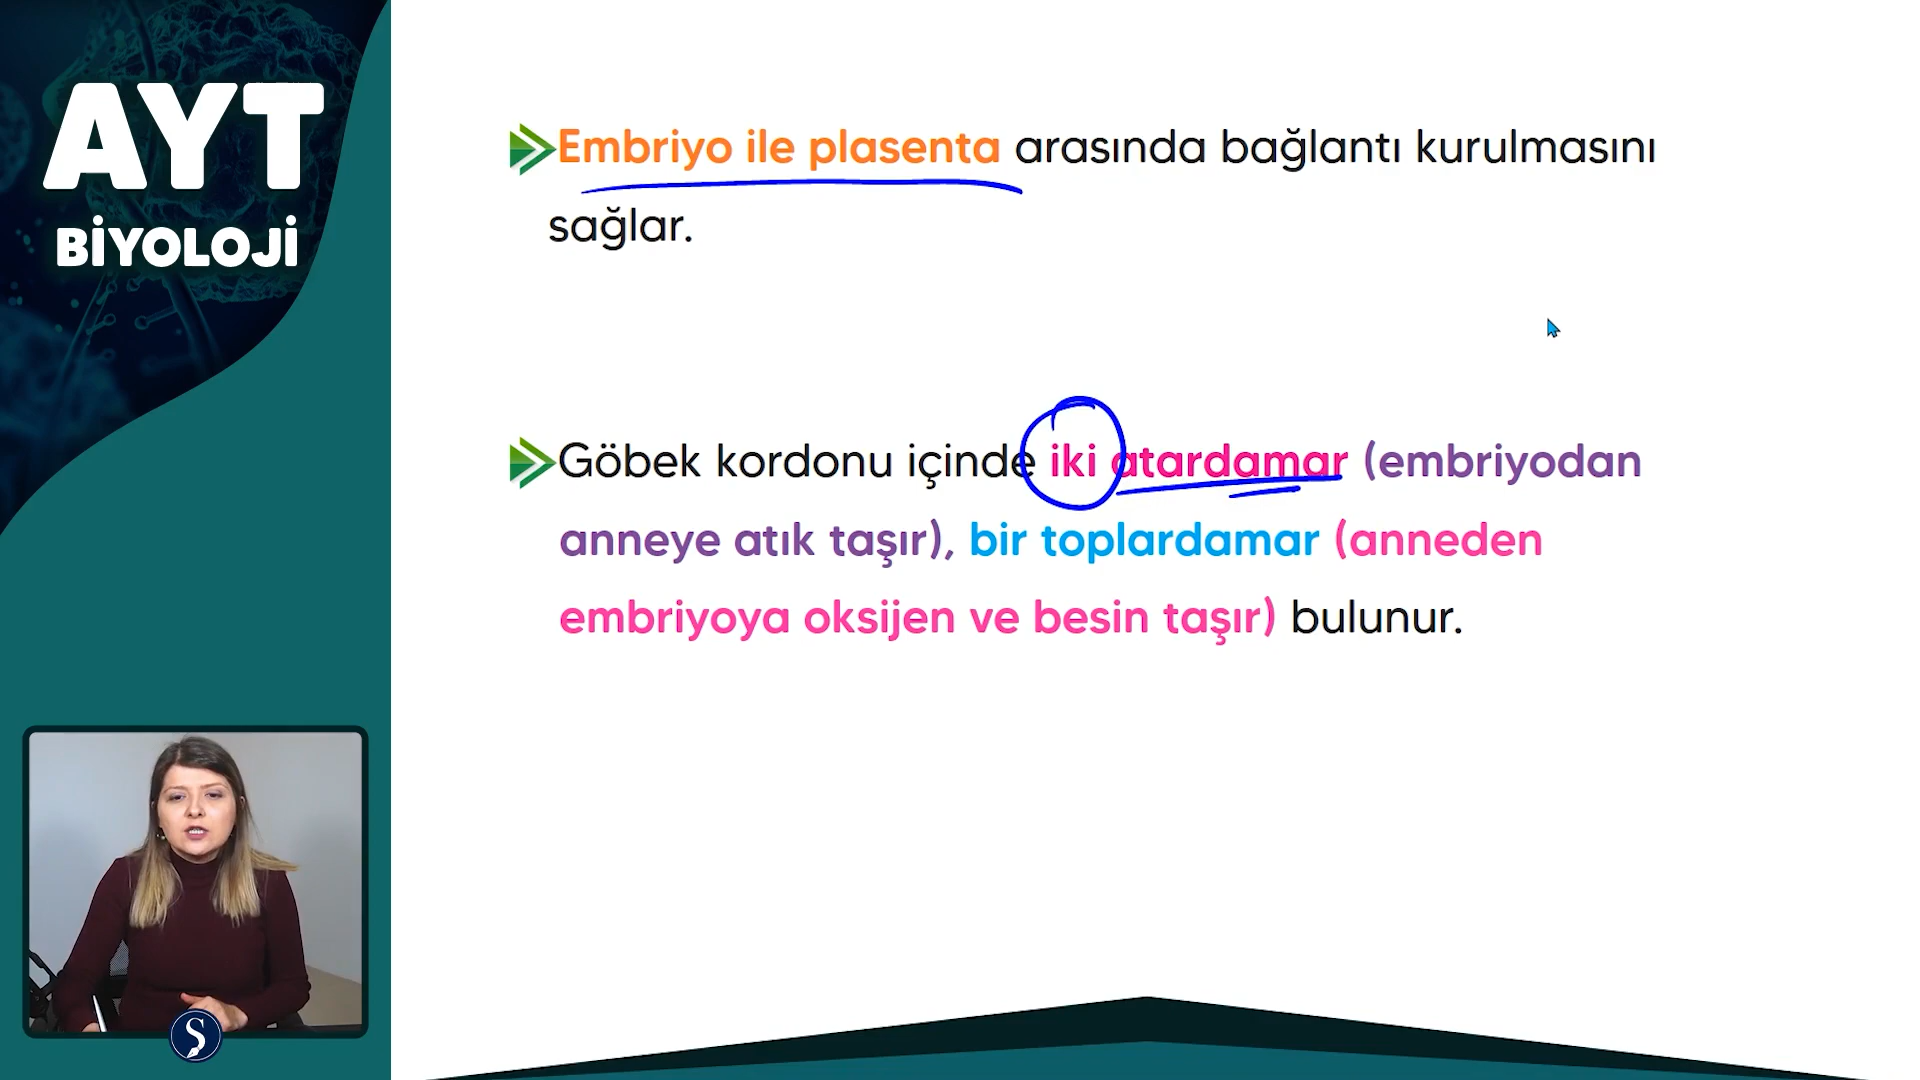 AYT
BİYOLOJİ
Embriyo ile plasenta arasında bağlantı kurulmasını
sağlar.
Göbek kordonu içinde iki atardamar (embriyodan
anneye atık taşır), bir toplardamar (anneden
embriyoya oksijen ve besin taşır) bulunur.
S